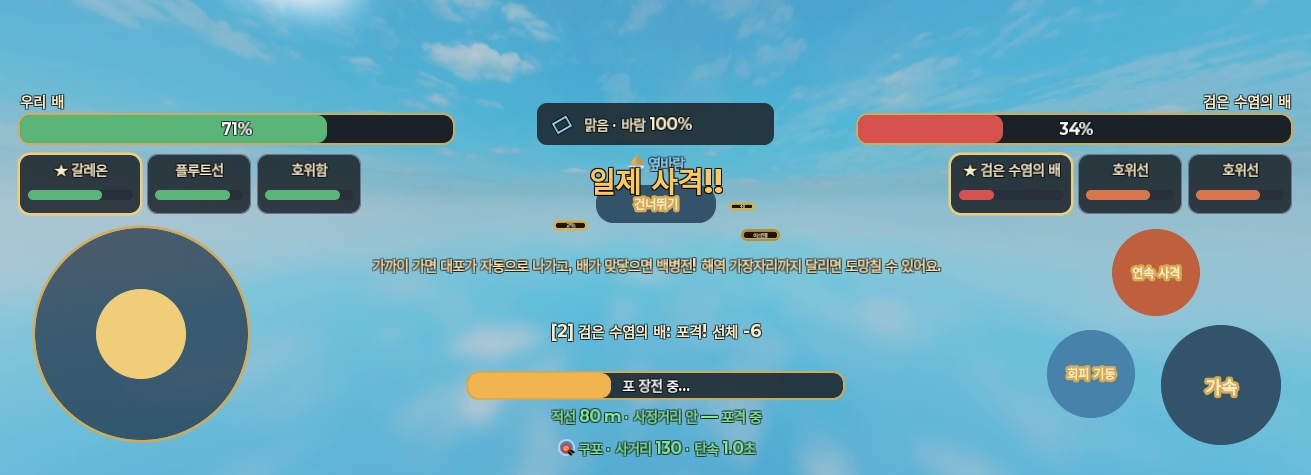 우리 배
검은 수염의 배
71%
맑음 · 바람 100%
34%
★ 갈레온
플루트선
호위함
★ 검은 수염의 배
호위선
호위선
옆바람
일제 사격!!
건너뛰기
가까이 가면 대포가 자동으로 나가고, 배가 맞닿으면 백병전! 해역 가장자리까지 달리면 도망칠 수 있어요.
연속 사격
[2] 검은 수염의 배: 포격! 선체 -6
회피 기동
가속
포 장전 중...
적선 80 m · 사정거리 안 — 포격 중
구포 · 사거리 130 · 탄속 1.0초